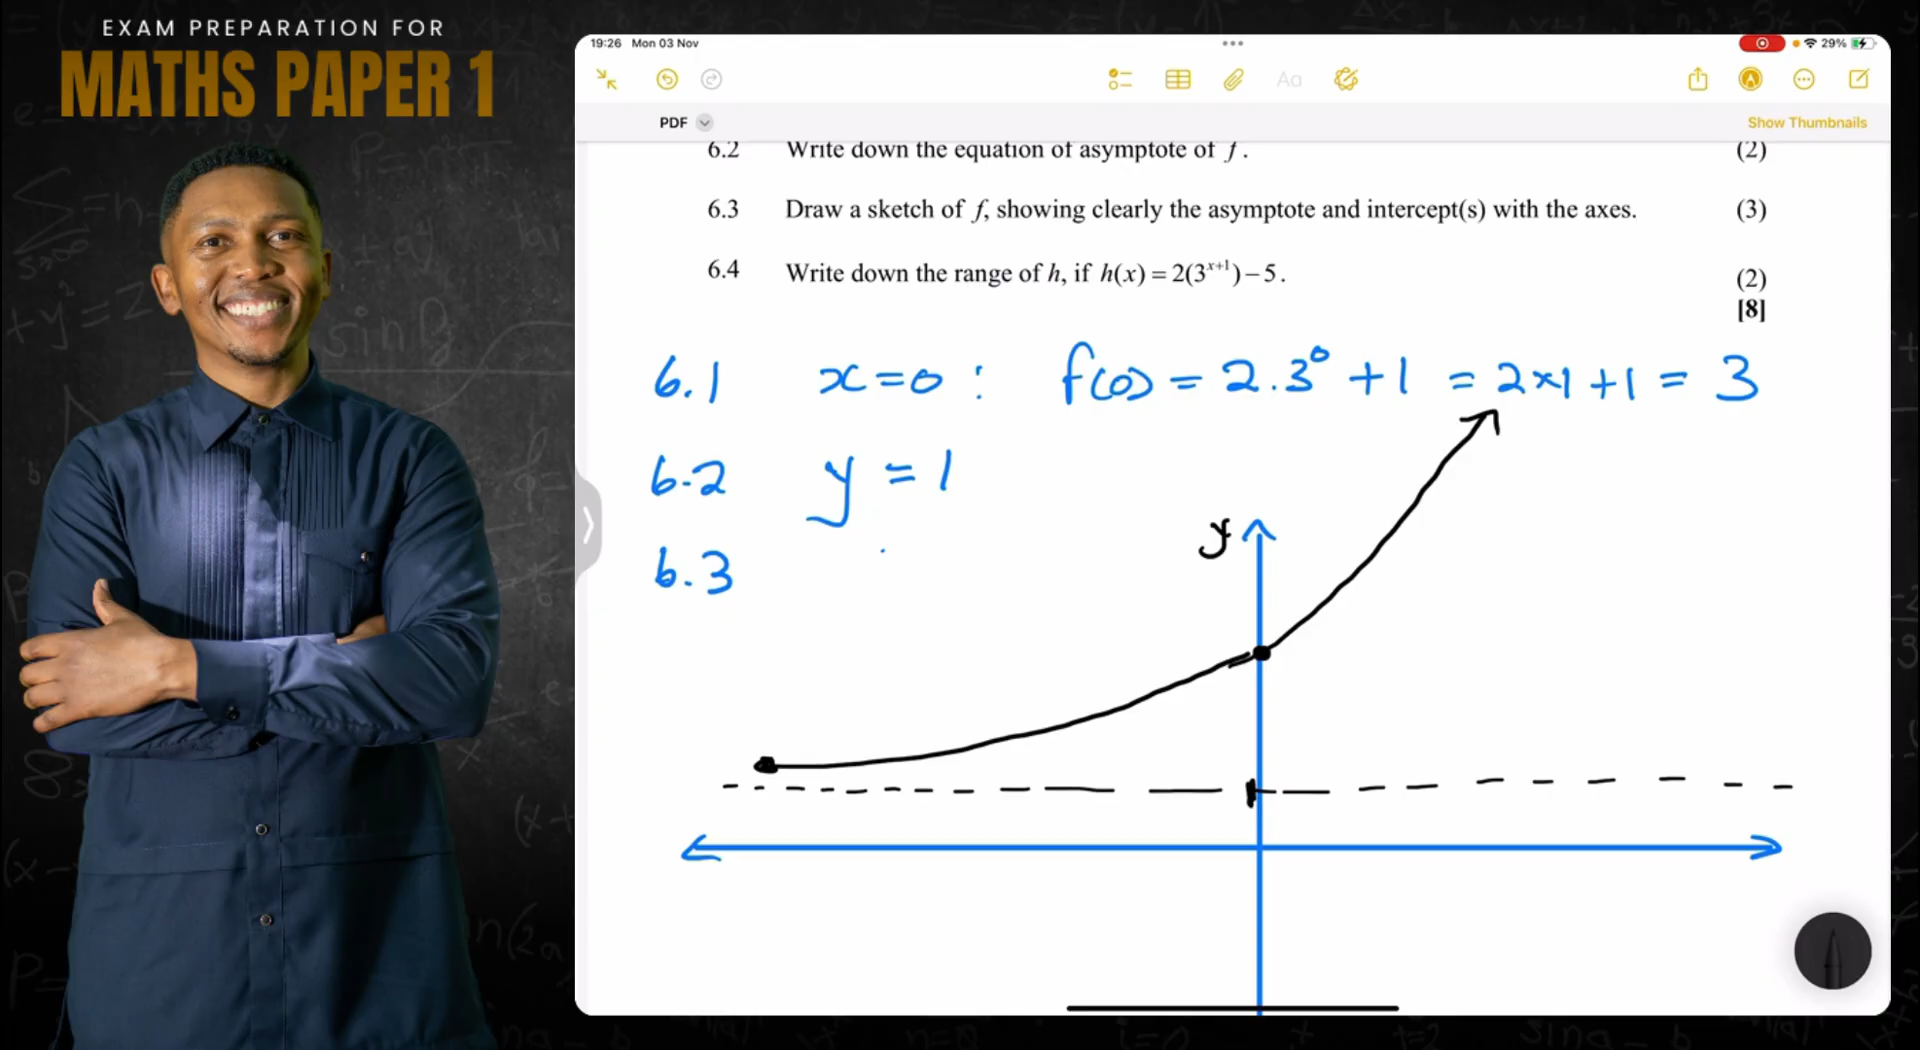 EXAM PREPARATION FOR
MATHS PAPER 1
19:26 Mon 03 Nov
29%
Aa
PDF
Show Thumbnails
6.2 Write down the equation of asymptote of f. (2)
6.3 Draw a sketch of f, showing clearly the asymptote and intercept(s) with the axes. (3)
6.4 Write down the range of h, if h(x) = 2(3^{x+1}) − 5. (2)
[8]
6.1 x=0 : f(0) = 2.3⁰ + 1 = 2×1 + 1 = 3
6.2 y = 1
6.3
y